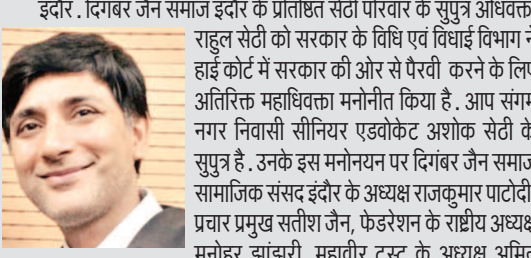 इंदौर . दिगंबर जैन समाज इंदौर के प्रतिष्ठित सेठी परिवार के सुपुत्र अधिवक्ता
राहुल सेठी को सरकार के विधि एवं विधाई विभाग ने
हाई कोर्ट में सरकार की ओर से पैरवी करने के लिए
अतिरिक्त महाधिवक्ता मनोनीत किया है . आप संगम
नगर निवासी सीनियर एडवोकेट अशोक सेठी के
सुपुत्र है . उनके इस मनोनयन पर दिगंबर जैन समाज
सामाजिक संसद इंदौर के अध्यक्ष राजकुमार पाटोदी,
प्रचार प्रमुख सतीश जैन, फेडरेशन के राष्ट्रीय अध्यक्ष
मनोहर झांझरी, महावीर ट्रस्ट के अध्यक्ष अमित